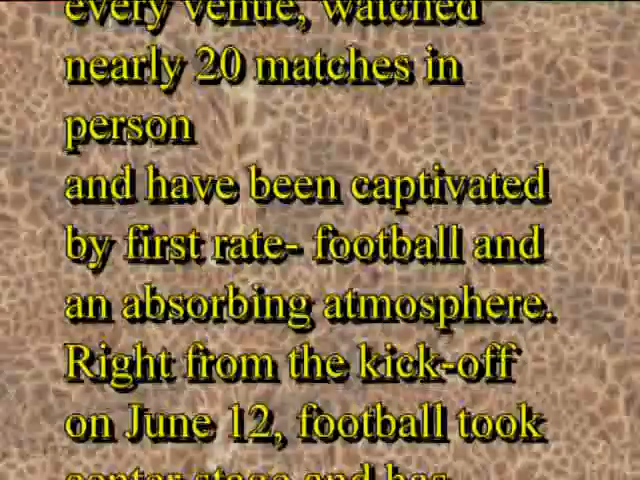 every venue, watched
nearly 20 matches in
person
and have been captivated
by first rate- football and
an absorbing atmosphere.
Right from the kick-off
on June 12, football took
center stage and has